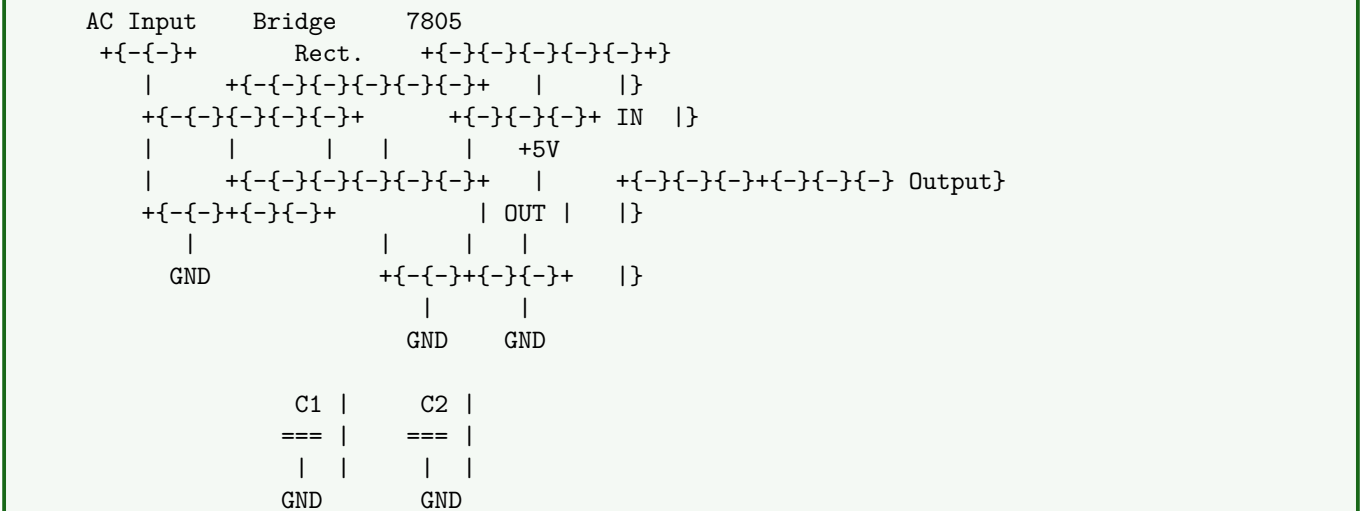 AC Input    Bridge     7805
 +{-{-}+       Rect.    +{-}{-}{-}{-}{-}+}
    |     +{-{-}{-}{-}{-}{-}+   |     |}
    +{-{-}{-}{-}{-}+      +{-}{-}{-}+ IN  |}
    |     |      |   |     |   +5V
    |     +{-{-}{-}{-}{-}{-}+   |     +{-}{-}{-}+{-}{-}{-} Output}
    +{-{-}+{-}{-}+          | OUT |   |}
       |             |     |   |
      GND            +{-{-}+{-}{-}+   |}
                        |      |
                       GND    GND
               C1 |     C2 |
              === |    === |
               |  |     |  |
              GND       GND